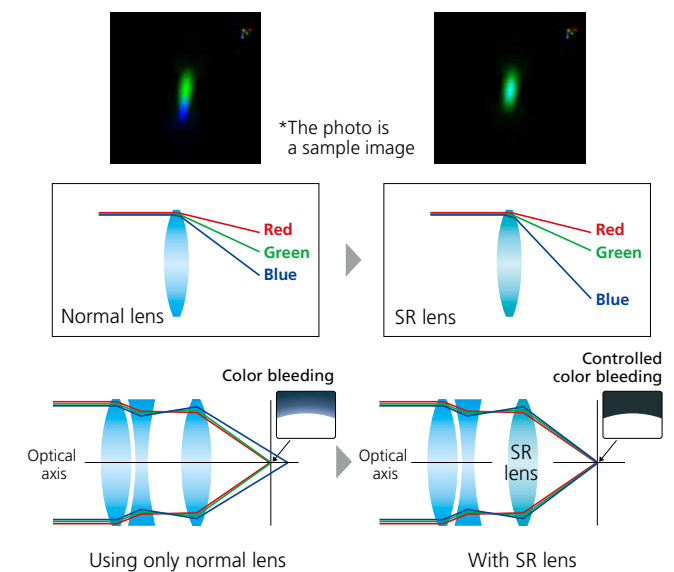 *The photo is
a sample image
Red
Green
Blue
Normal lens
Red
Green
Blue
SR lens
Color bleeding
Optical
axis
Using only normal lens
Controlled
color bleeding
Optical
axis
SR
lens
With SR lens